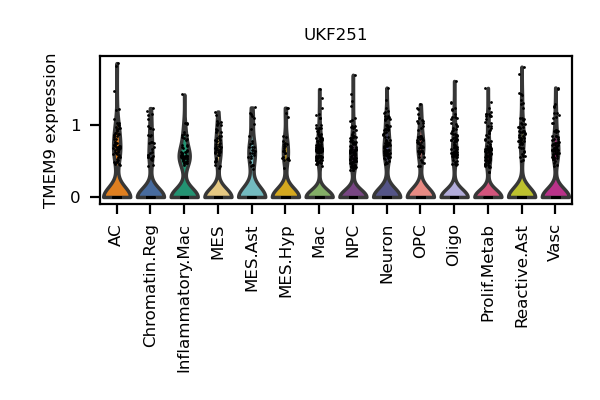 UKF251
TMEM9 expression
1
0
AC
Chromatin.Reg
Inflammatory.Mac
MES
MES.Ast
MES.Hyp
Mac
NPC
Neuron
OPC
Oligo
Prolif.Metab
Reactive.Ast
Vasc